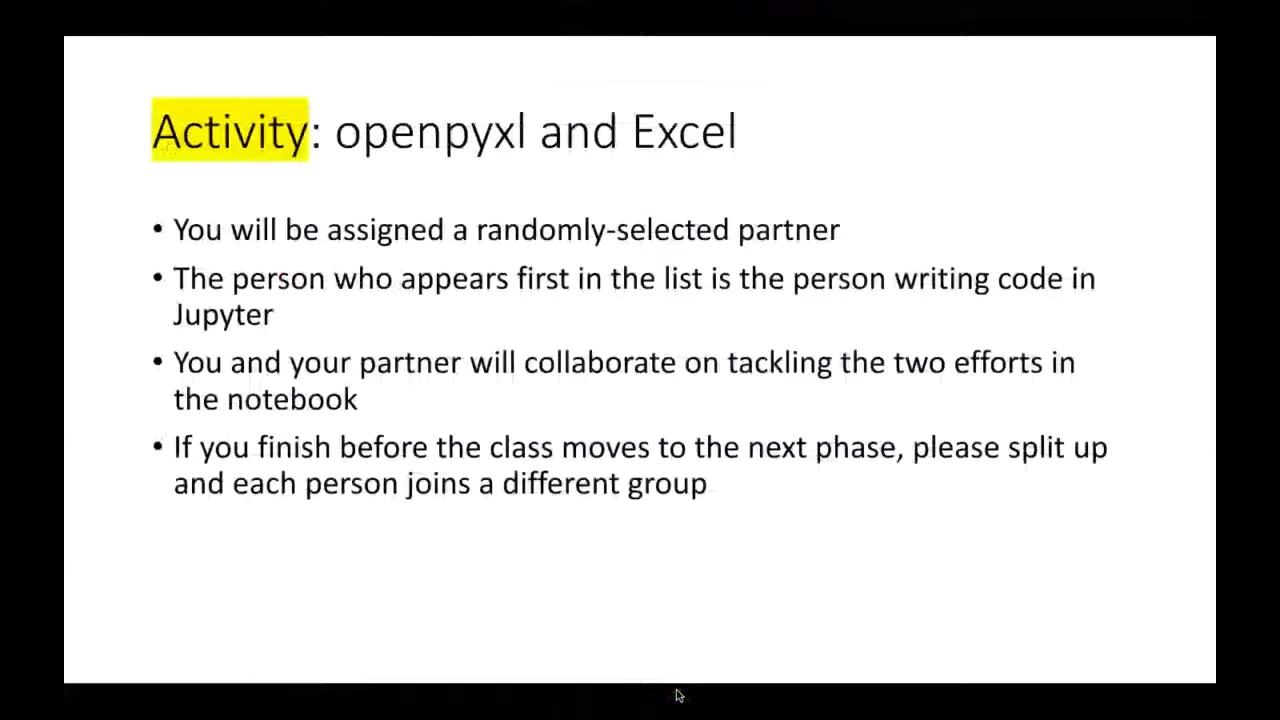 Activity: openpyxl and Excel
• You will be assigned a randomly-selected partner
• The person who appears first in the list is the person writing code in
Jupyter
• You and your partner will collaborate on tackling the two efforts in
the notebook
• If you finish before the class moves to the next phase, please split up
and each person joins a different group